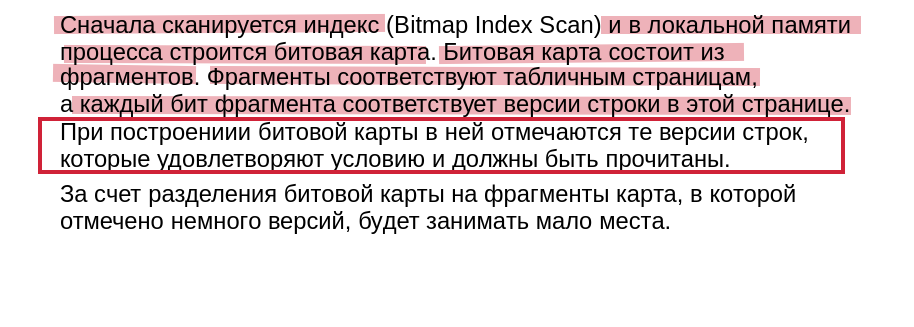 Сначала сканируется индекс (Bitmap Index Scan) и в локальной памяти
процесса строится битовая карта. Битовая карта состоит из
фрагментов. Фрагменты соответствуют табличным страницам,
а каждый бит фрагмента соответствует версии строки в этой странице.
При построениии битовой карты в ней отмечаются те версии строк,
которые удовлетворяют условию и должны быть прочитаны.
За счет разделения битовой карты на фрагменты карта, в которой
отмечено немного версий, будет занимать мало места.